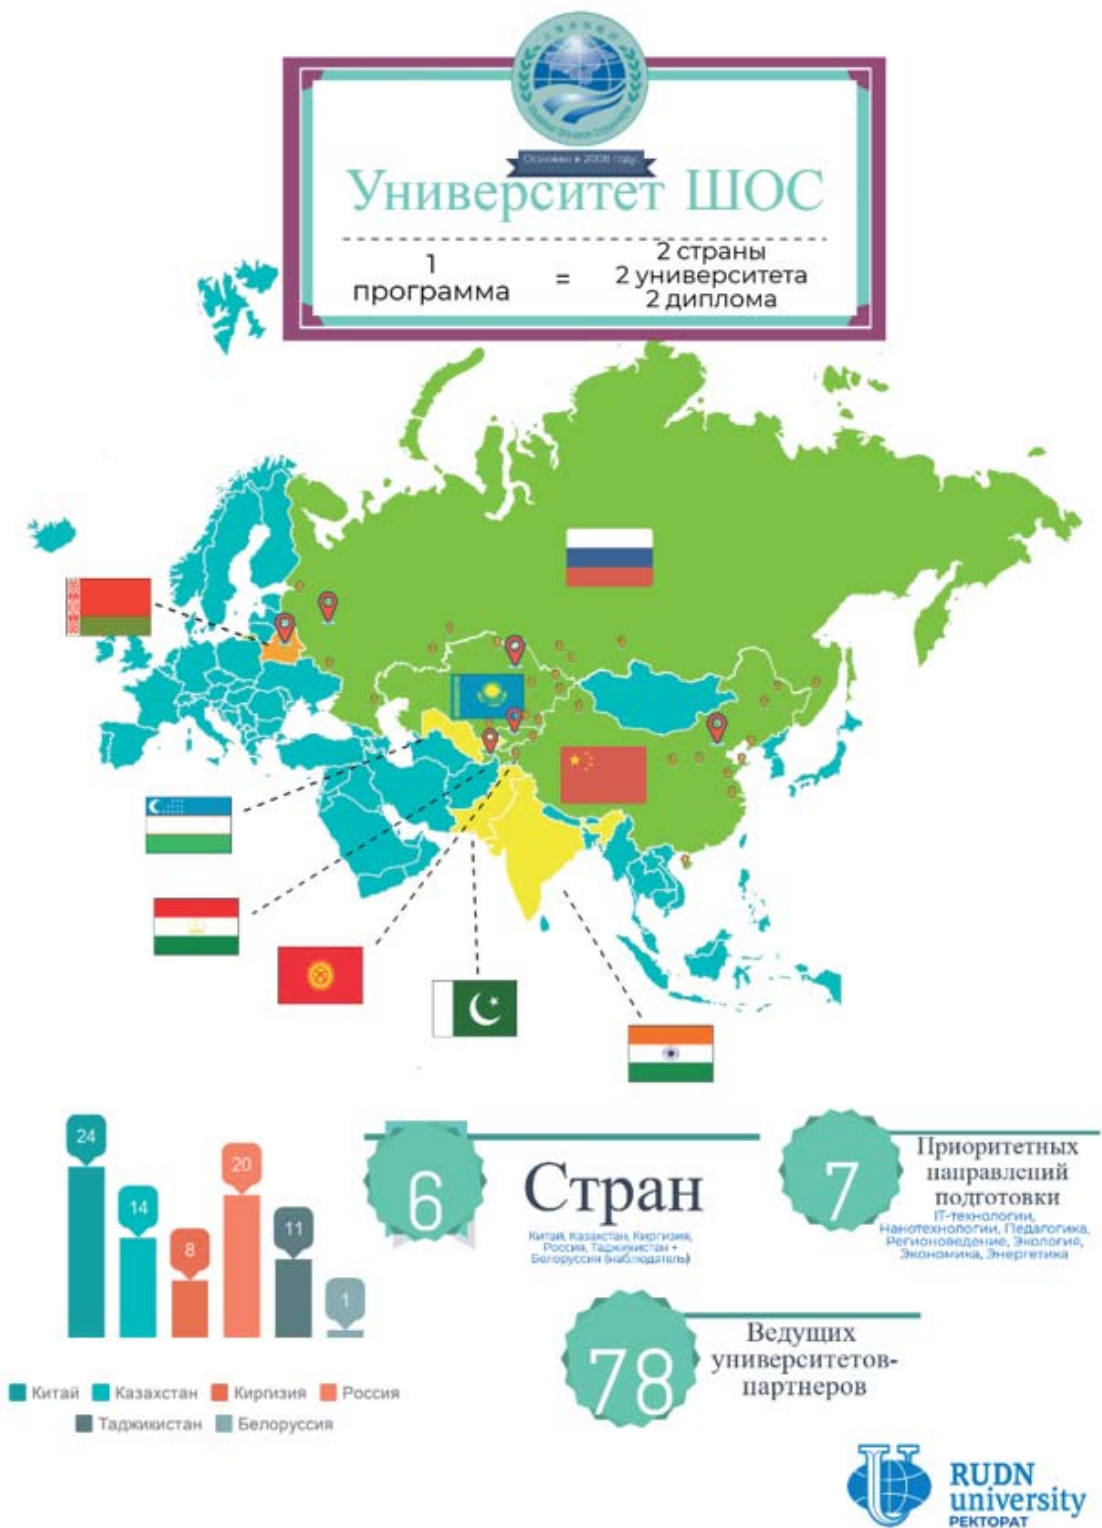 Основан в 2008 году.
Университет ШОС
1
программа
=
2 страны
2 университета
2 диплома
24
14
8
20
11
1
Китай
Казахстан
Киргизия
Россия
Таджикистан
Белоруссия
6
Стран
Китай, Казахстан, Киргизия,
Россия, Таджикистан +
Белоруссия (наблюдатель)
7
Приоритетных
направлений
подготовки
IT-технологии,
Нанотехнологии, Педагогика,
Регионоведение, Экология,
Экономика, Энергетика
78
Ведущих
университетов-
партнеров
RUDN
university
РЕКТОРАТ